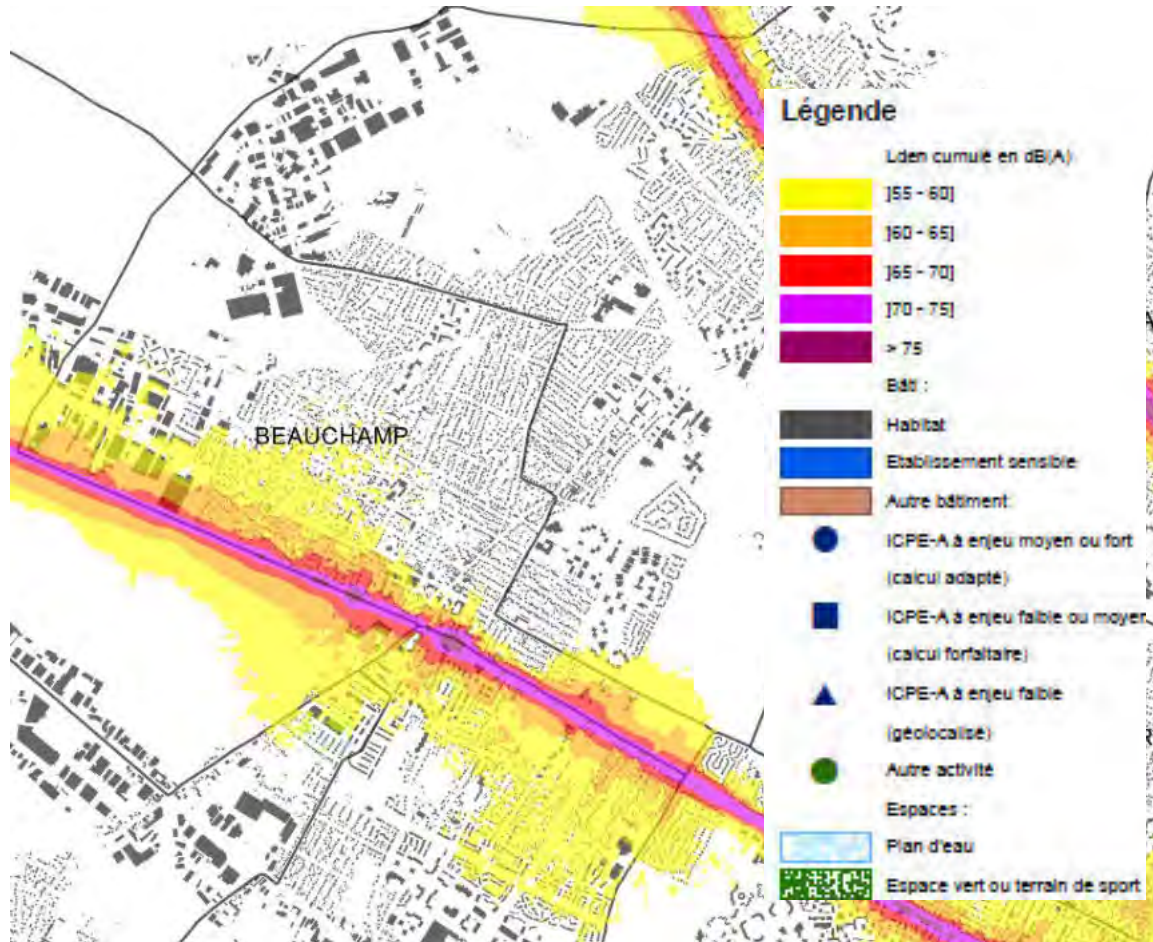 BEAUCHAMP
Légende
Lden cumulé en dB(A)
]55 - 60]
]60 - 65]
]65 - 70]
]70 - 75]
> 75
Bâti :
Habitat
Etablissement sensible
Autre bâtiment
ICPE-A à enjeu moyen ou fort
(calcul adapté)
ICPE-A à enjeu faible ou moyen
(calcul forfaitaire)
ICPE-A à enjeu faible
(géolocalisé)
Autre activité
Espaces :
Plan d'eau
Espace vert ou terrain de sport